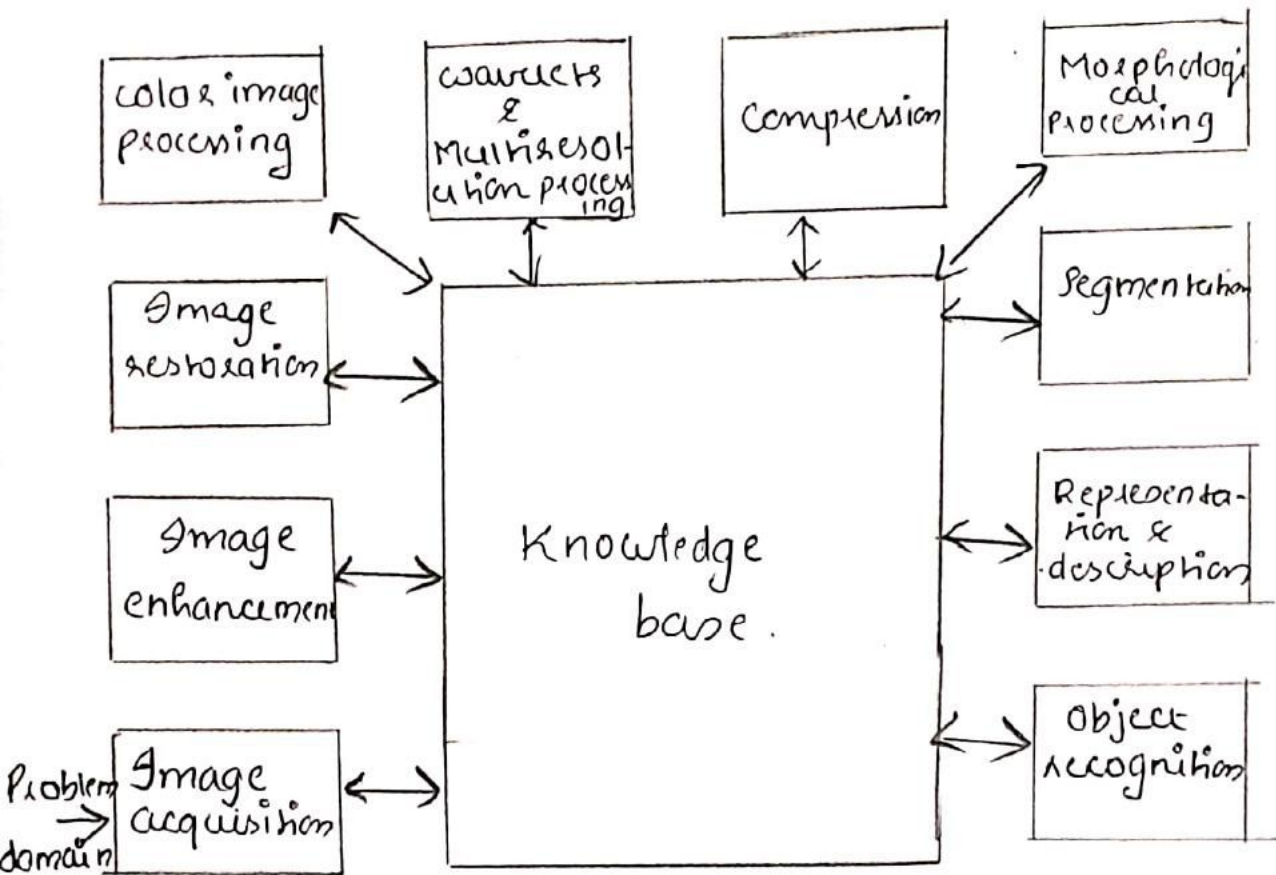 color image
processing
wavelets
&
Multiresol-
ution process
ing
Compression
Morphologi
cal
processing
Image
restoration
Segmentation
Image
enhancement
Knowledge
base.
Representa-
tion &
description
Problem
domain
Image
acquisition
Object
recognition